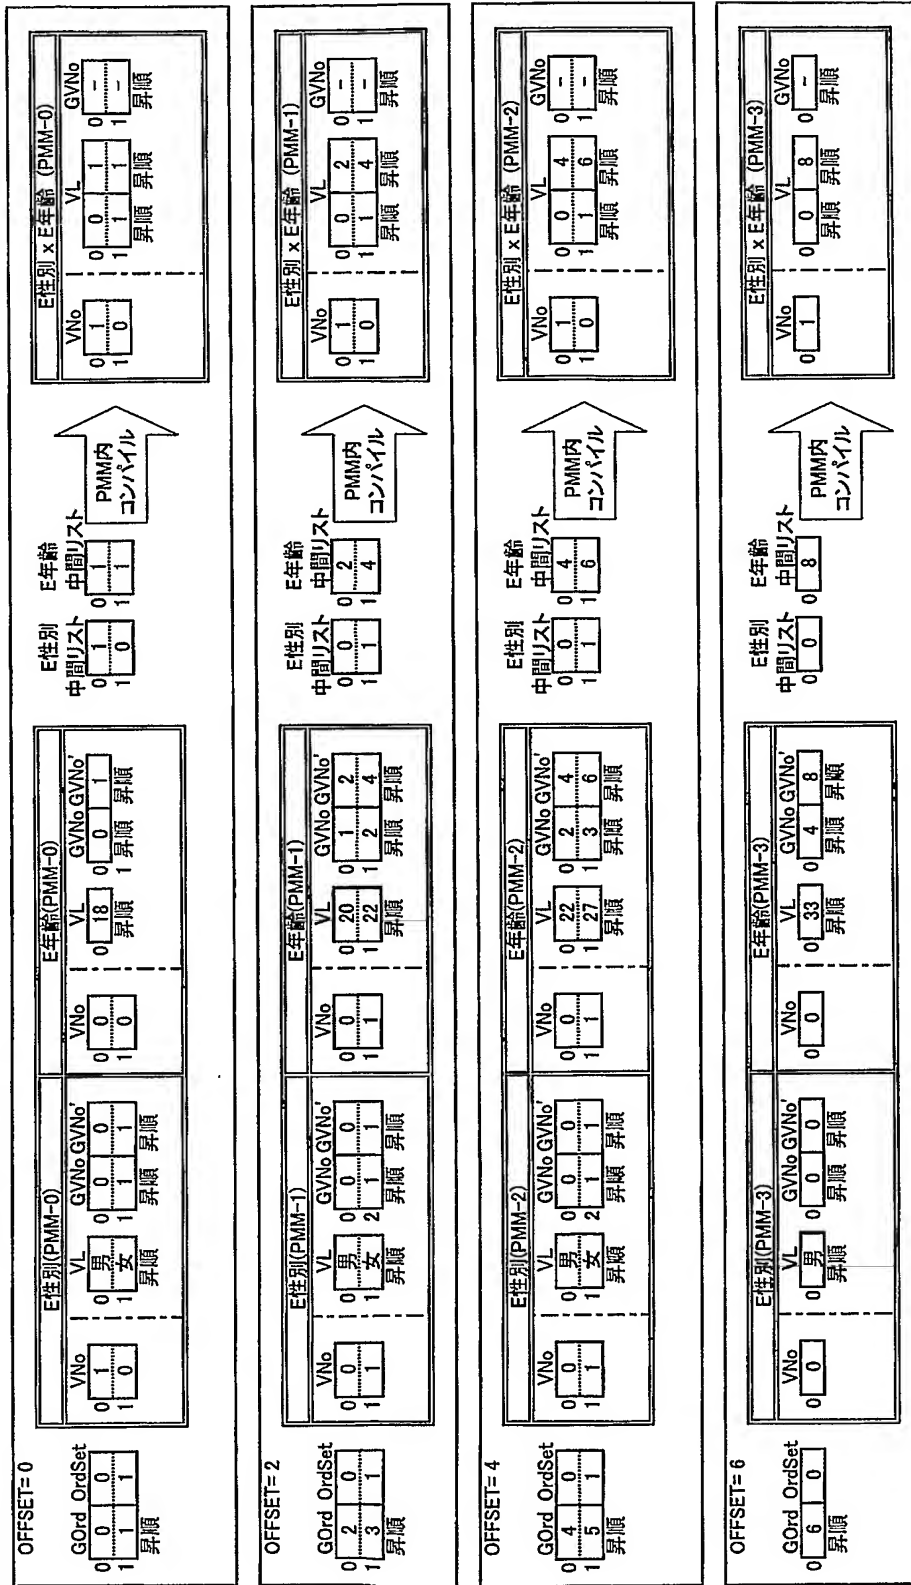 OFFSET= 0
GOrd OrdSet
0 0 0
1 1 1
昇順
E性別(PMM-0)
VNo
0 1
1 0
VL
0 男
1 女
昇順
GVNo GVNo'
0 0 0
1 1 1
昇順 昇順
E年齢(PMM-0)
VNo
0 0
1 0
VL
0 18
昇順
GVNo GVNo'
0 0 1
1 昇順 昇順
E性別
中間リスト
0 1
1 0
E年齢
中間リスト
0 1
1 1
PMM内
コンパイル
E性別 x E年齢 (PMM-0)
VNo
0 1
1 0
VL
0 0 1
1 1 1
昇順 昇順
GVNo
0 -
1 -
昇順
OFFSET= 2
GOrd OrdSet
0 2 0
1 3 1
昇順
E性別(PMM-1)
VNo
0 0
1 1
VL
0 男
1 女
昇順
GVNo GVNo'
0 0 0
2 1 1
昇順 昇順
E年齢(PMM-1)
VNo
0 0
1 1
VL
0 20
1 22
昇順
GVNo GVNo'
0 1 2
1 2 4
昇順 昇順
E性別
中間リスト
0 0
1 1
E年齢
中間リスト
0 2
1 4
PMM内
コンパイル
E性別 x E年齢 (PMM-1)
VNo
0 1
1 0
VL
0 0 2
1 1 4
昇順 昇順
GVNo
0 -
1 -
昇順
OFFSET= 4
GOrd OrdSet
0 4 0
1 5 1
昇順
E性別(PMM-2)
VNo
0 0
1 1
VL
0 男
1 女
昇順
GVNo GVNo'
0 0 0
2 1 1
昇順 昇順
E年齢(PMM-2)
VNo
0 0
1 1
VL
0 22
1 27
昇順
GVNo GVNo'
0 2 4
1 3 6
昇順 昇順
E性別
中間リスト
0 0
1 1
E年齢
中間リスト
0 4
1 6
PMM内
コンパイル
E性別 x E年齢 (PMM-2)
VNo
0 1
1 0
VL
0 0 4
1 1 6
昇順 昇順
GVNo
0 -
1 -
昇順
OFFSET= 6
GOrd OrdSet
0 6 0
昇順
E性別(PMM-3)
VNo
0 0
VL
0 男
昇順
GVNo GVNo'
0 0 0
昇順 昇順
E年齢(PMM-3)
VNo
0 0
VL
0 33
昇順
GVNo GVNo'
0 4 8
昇順 昇順
E性別
中間リスト
0 0
E年齢
中間リスト
0 8
PMM内
コンパイル
E性別 x E年齢 (PMM-3)
VNo
0 1
VL
0 0 8
昇順 昇順
GVNo
0 -
昇順